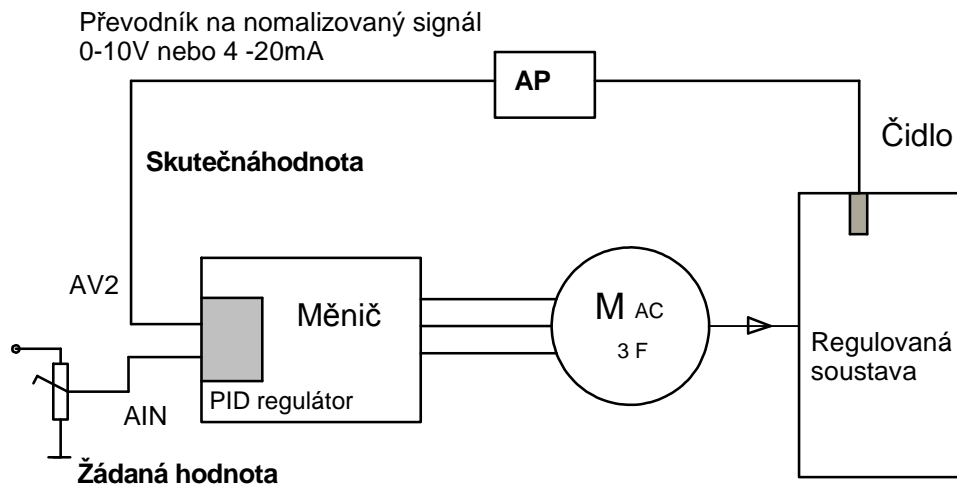 Převodník na nomalizovaný signál
0-10V nebo 4 -20mA
AP
Čidlo
Skutečnáhodnota
AV2
Měnič
M AC
3 F
Regulovaná
soustava
PID regulátor
AIN
Žádaná hodnota